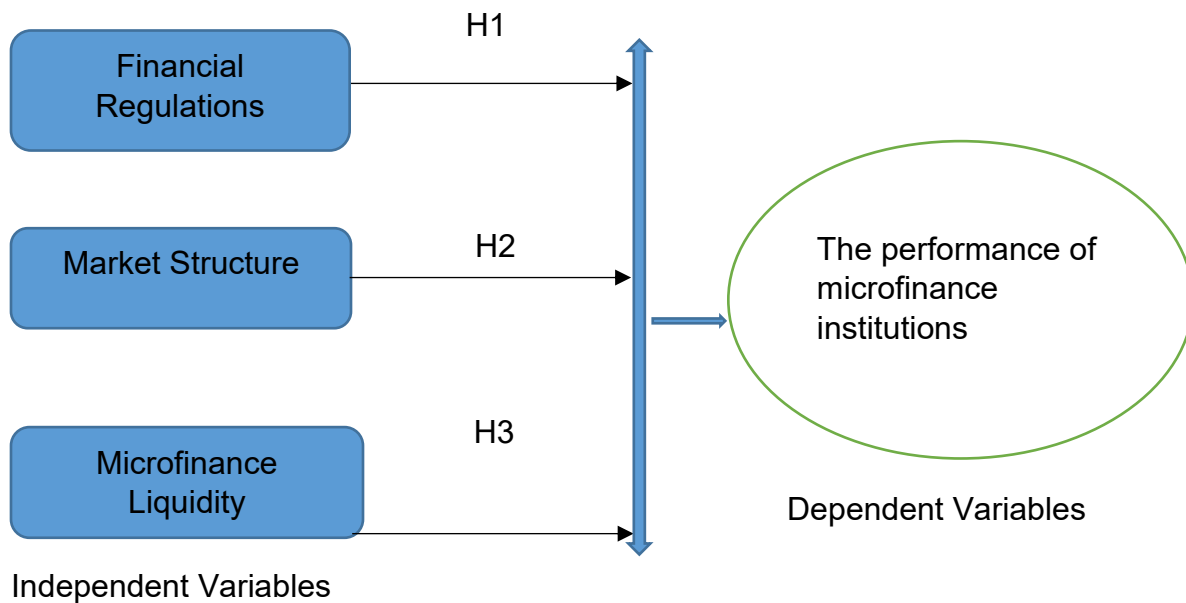 H1
Financial
Regulations
Market Structure
H2
The performance of
microfinance
institutions
H3
Microfinance
Liquidity
Dependent Variables
Independent Variables